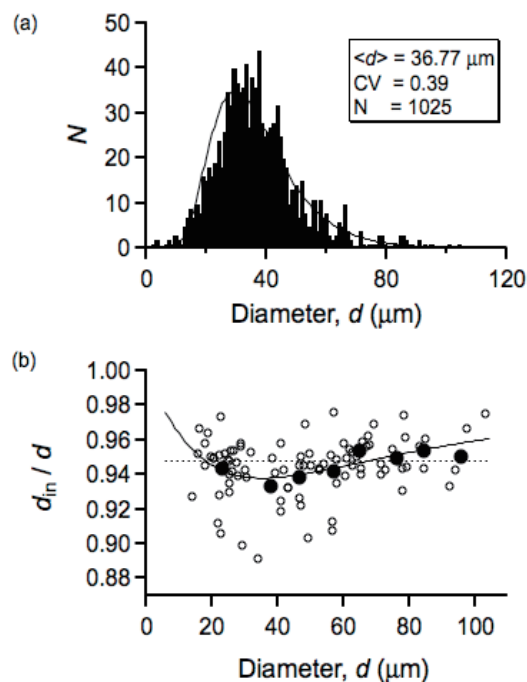 (a)
50
40
30
20
10
0
N
<d> = 36.77 μm
CV = 0.39
N = 1025
0 40 80 120
Diameter, d (μm)
(b)
1.00
0.98
0.96
0.94
0.92
0.90
0.88
d_in / d
0 20 40 60 80 100
Diameter, d (μm)